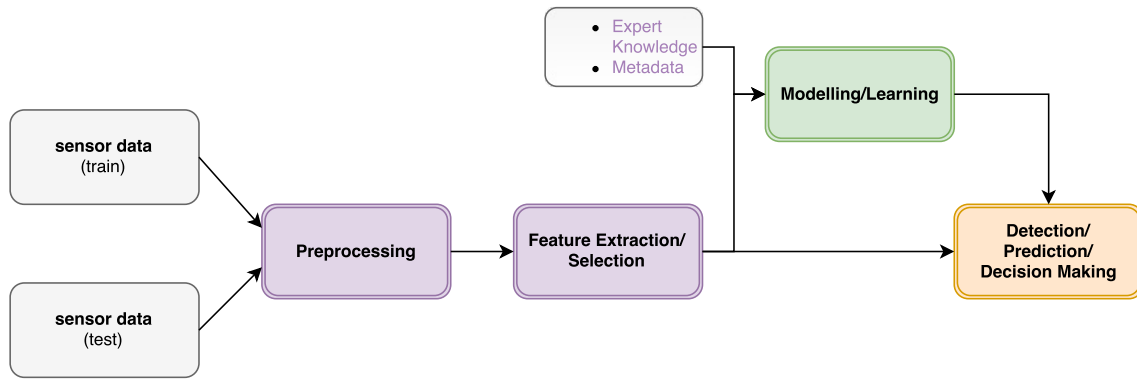 • Expert
Knowledge
• Metadata
Modelling/Learning
sensor data
(train)
Preprocessing
Feature Extraction/
Selection
Detection/
Prediction/
Decision Making
sensor data
(test)